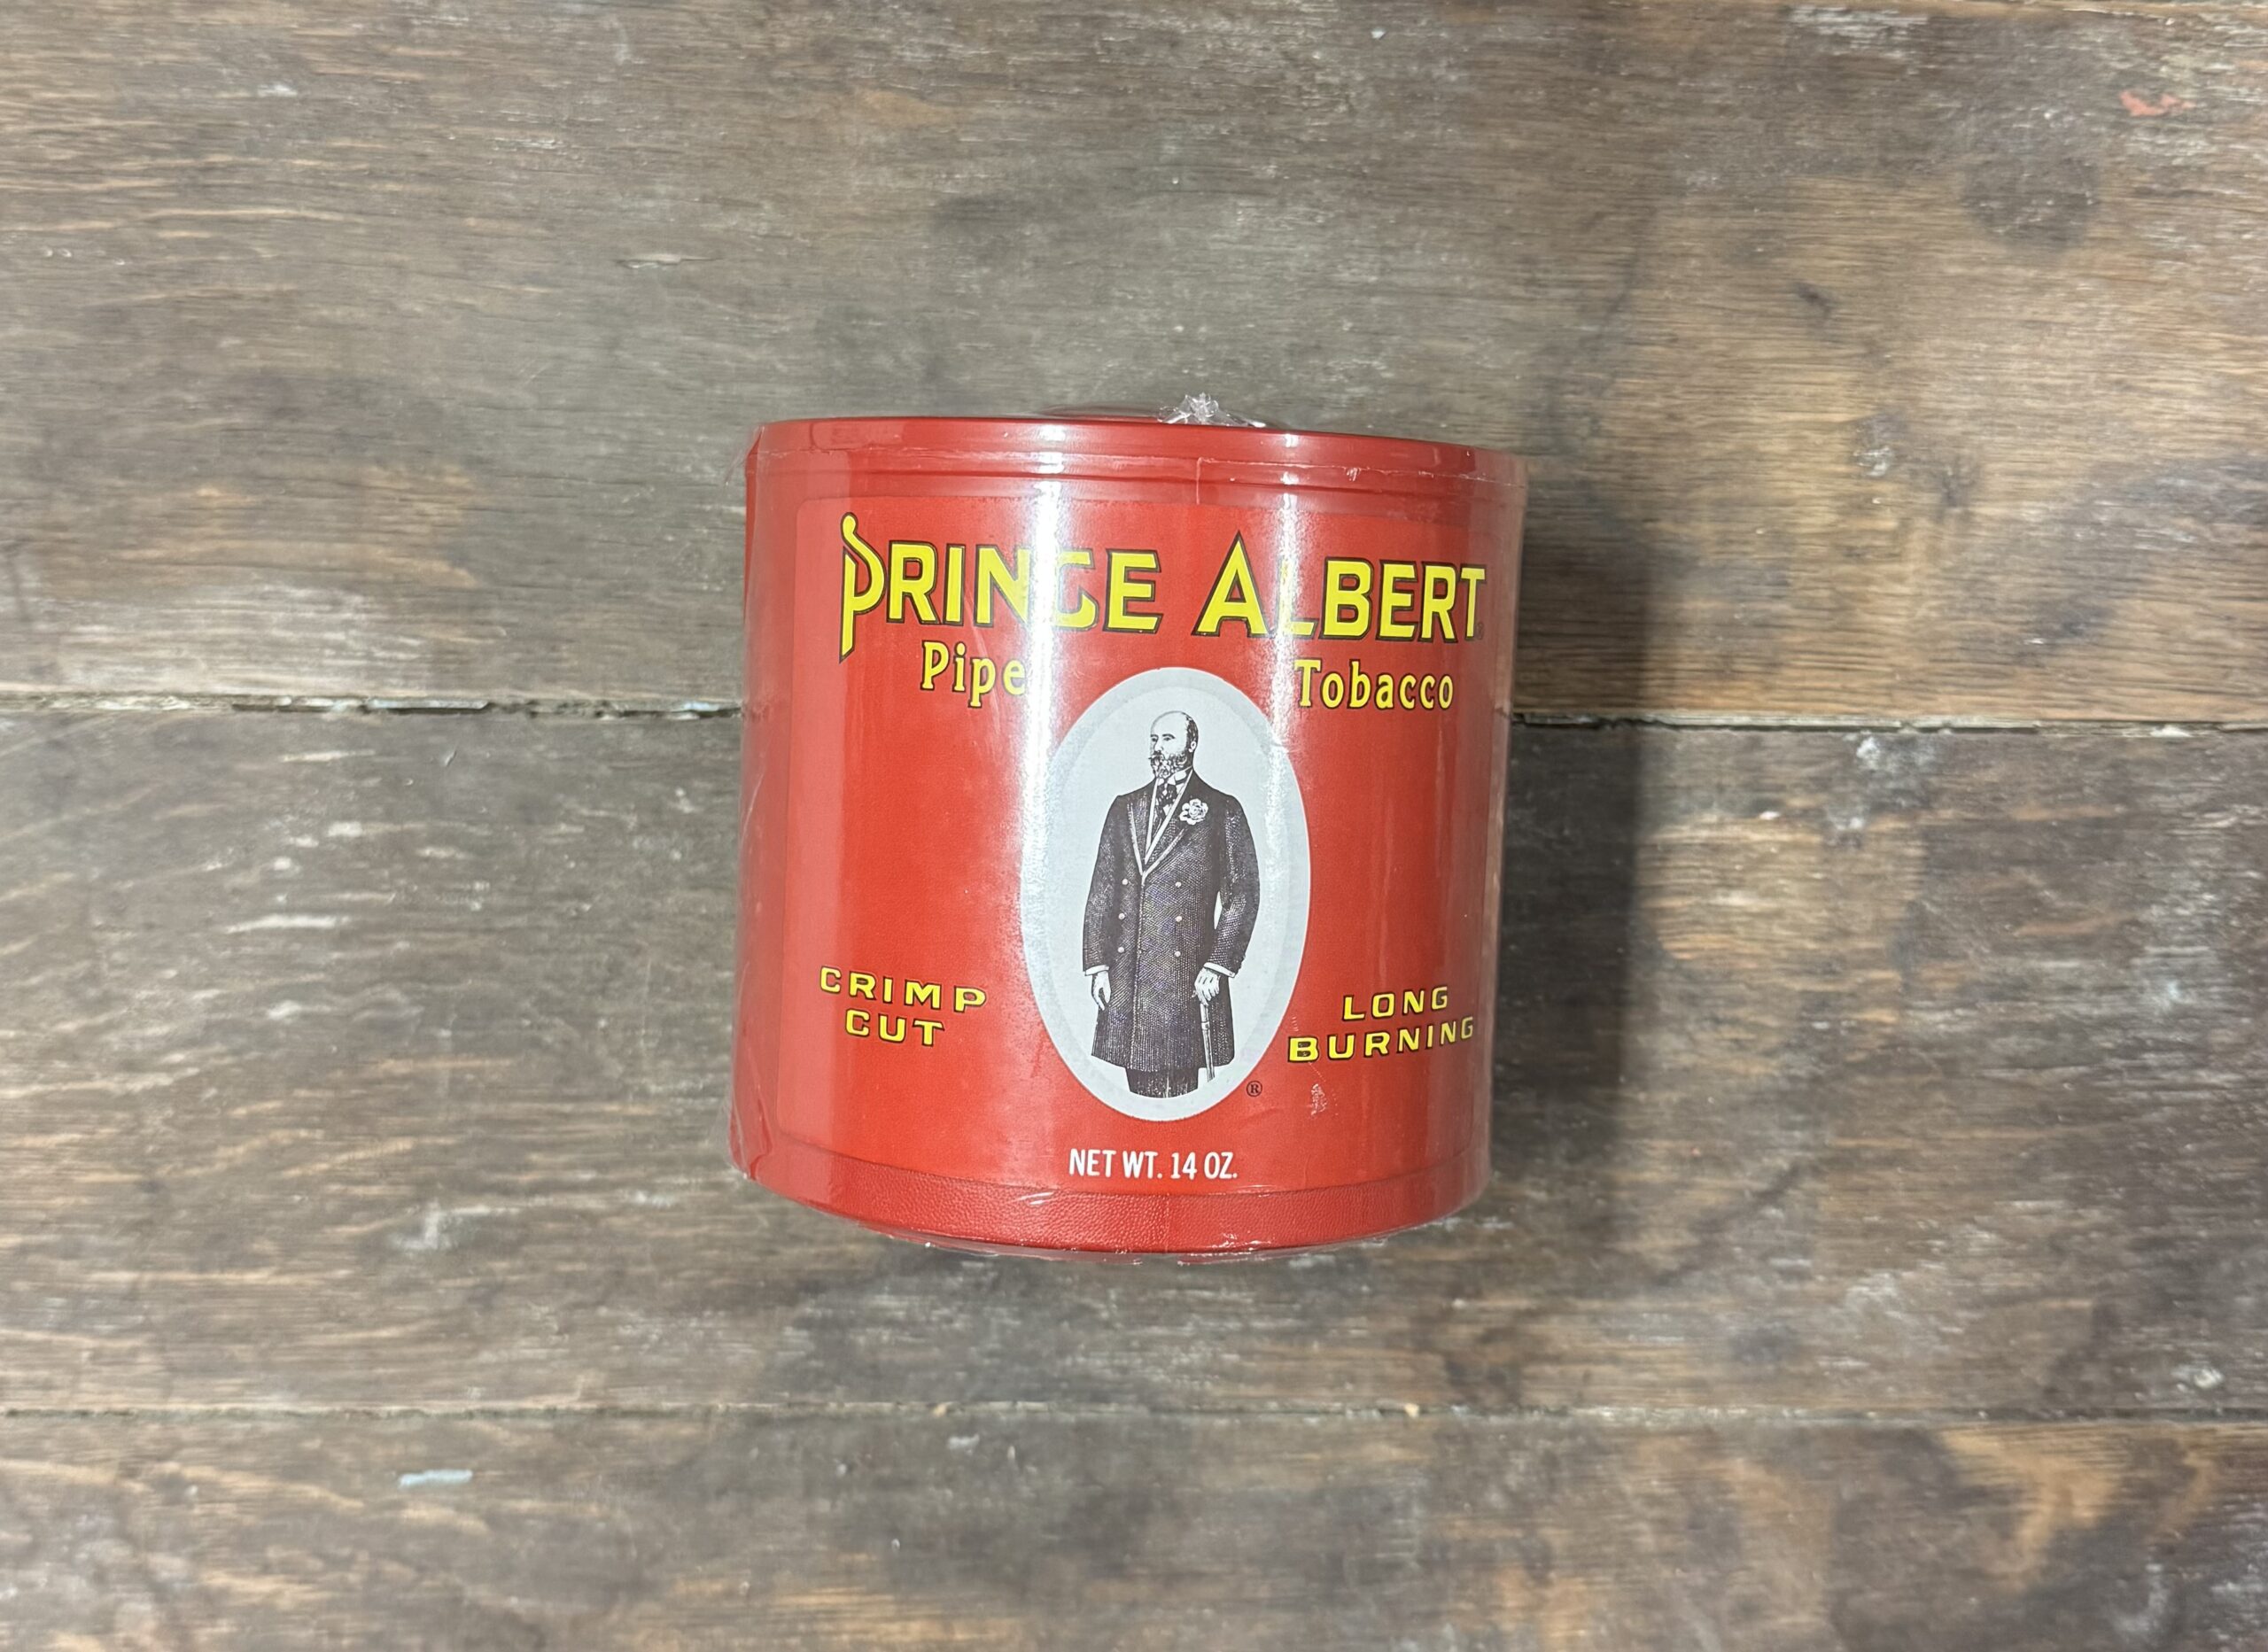 PRINCE ALBERT
Pipe Tobacco
CRIMP
CUT
LONG
BURNING
®
NET WT. 14 OZ.